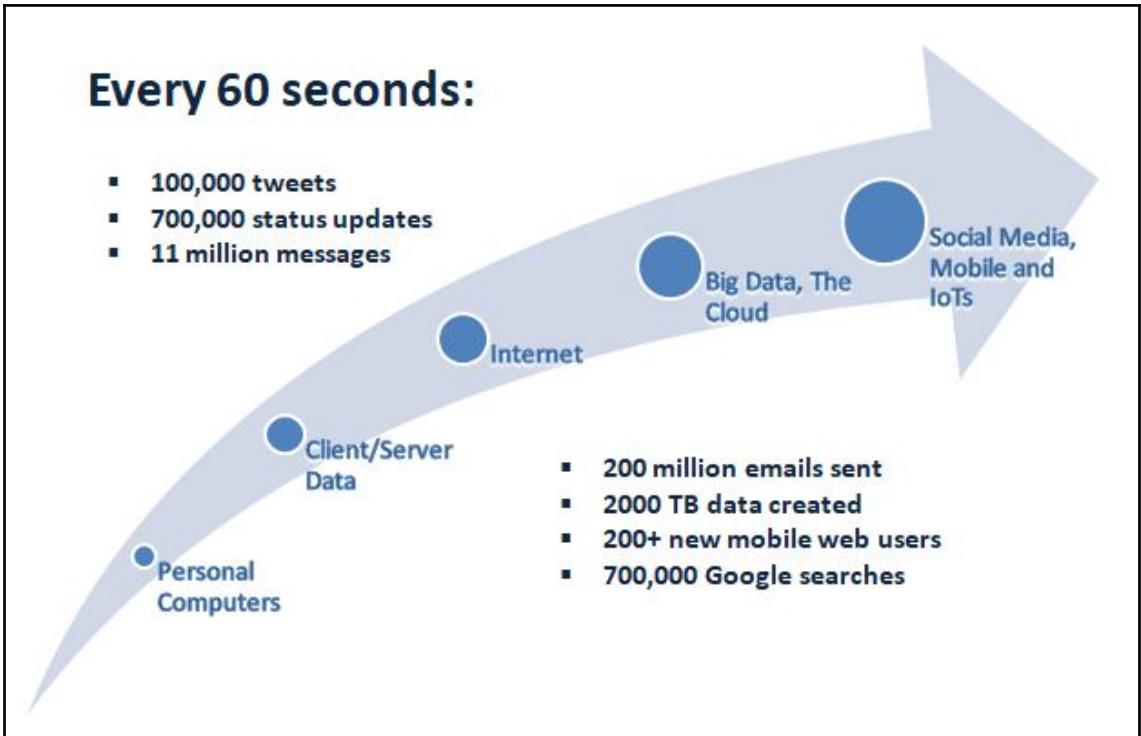 Every 60 seconds:
▪ 100,000 tweets
▪ 700,000 status updates
▪ 11 million messages
Social Media,
Mobile and
IoTs
Big Data, The
Cloud
Internet
Client/Server
Data
Personal
Computers
▪ 200 million emails sent
▪ 2000 TB data created
▪ 200+ new mobile web users
▪ 700,000 Google searches